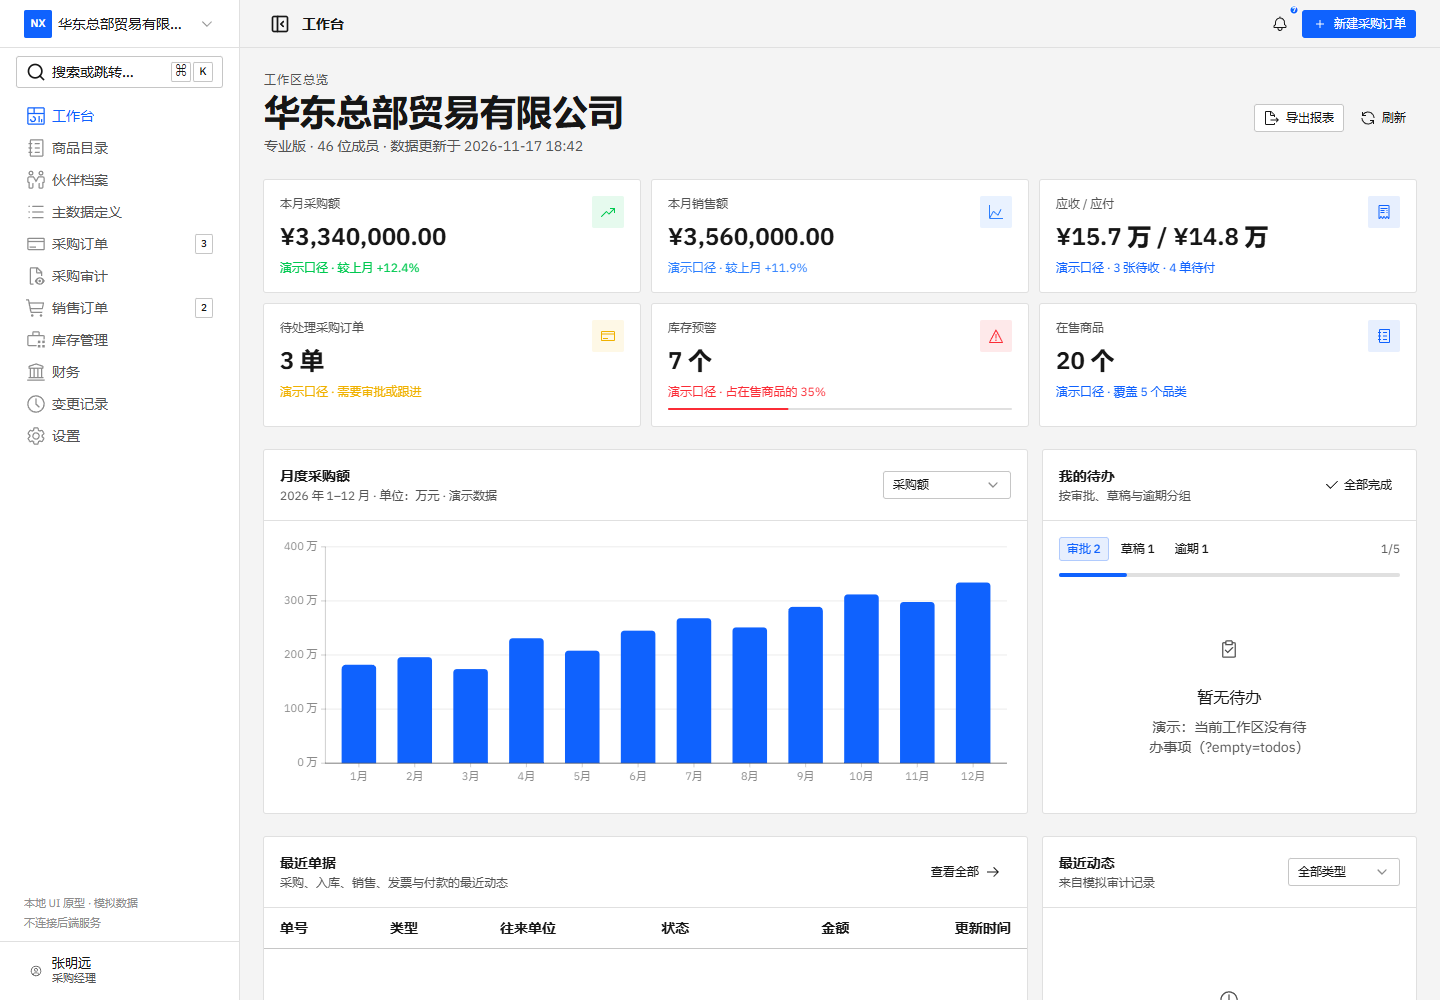 NX 华东总部贸易有限...
搜索或跳转... ⌘ K
工作台
商品目录
伙伴档案
主数据定义
采购订单 3
采购审计
销售订单 2
库存管理
财务
变更记录
设置
本地 UI 原型 · 模拟数据
不连接后端服务
张明远
采购经理
工作台
新建采购订单
工作区总览
华东总部贸易有限公司
专业版 · 46 位成员 · 数据更新于 2026-11-17 18:42
导出报表
刷新
本月采购额
¥3,340,000.00
演示口径 · 较上月 +12.4%
本月销售额
¥3,560,000.00
演示口径 · 较上月 +11.9%
应收 / 应付
¥15.7 万 / ¥14.8 万
演示口径 · 3 张待收 · 4 单待付
待处理采购订单
3 单
演示口径 · 需要审批或跟进
库存预警
7 个
演示口径 · 占在售商品的 35%
在售商品
20 个
演示口径 · 覆盖 5 个品类
月度采购额
2026 年 1–12 月 · 单位：万元 · 演示数据
采购额
400 万
300 万
200 万
100 万
0 万
1月 2月 3月 4月 5月 6月 7月 8月 9月 10月 11月 12月
我的待办
按审批、草稿与逾期分组
全部完成
审批 2 草稿 1 逾期 1 1/5
暂无待办
演示：当前工作区没有待
办事项（?empty=todos）
最近单据
采购、入库、销售、发票与付款的最近动态
查看全部
单号 类型 往来单位 状态 金额 更新时间
最近动态
来自模拟审计记录
全部类型